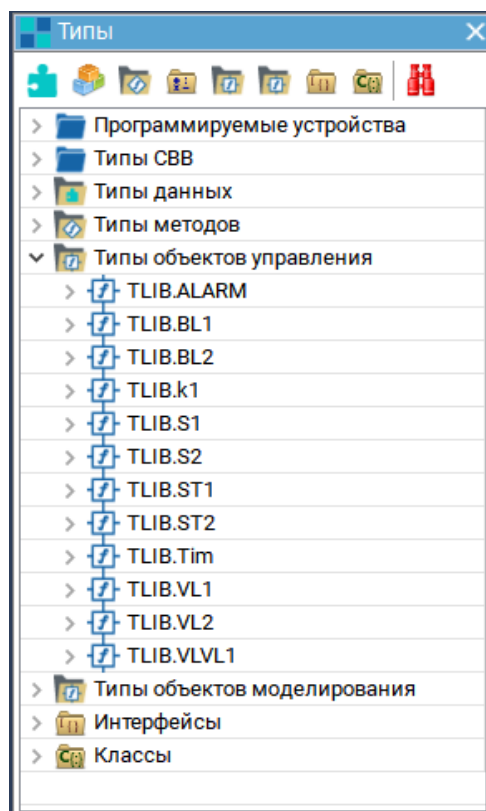 Типы
Программируемые устройства
Типы СВВ
Типы данных
Типы методов
Типы объектов управления
TLIB.ALARM
TLIB.BL1
TLIB.BL2
TLIB.k1
TLIB.S1
TLIB.S2
TLIB.ST1
TLIB.ST2
TLIB.Tim
TLIB.VL1
TLIB.VL2
TLIB.VLVL1
Типы объектов моделирования
Интерфейсы
Классы